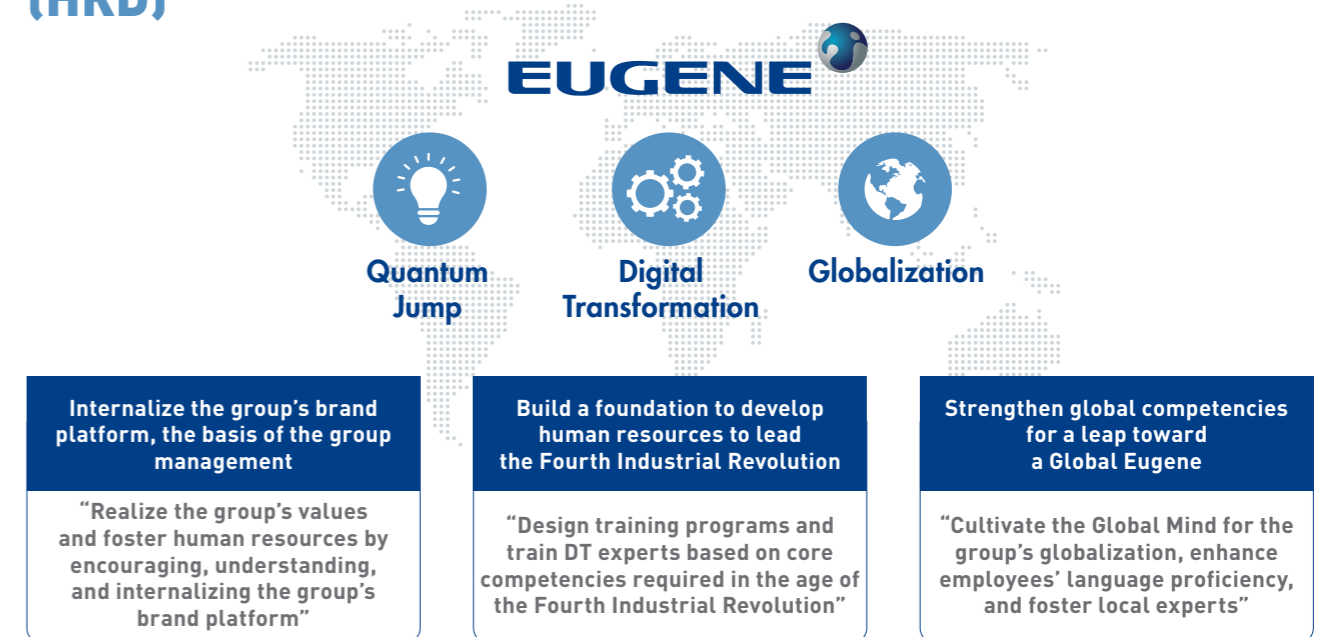 (HRD)
EUGENE
Quantum
Jump
Digital
Transformation
Globalization
Internalize the group's brand
platform, the basis of the group
management
“Realize the group's values
and foster human resources by
encouraging, understanding,
and internalizing the group's
brand platform”
Build a foundation to develop
human resources to lead
the Fourth Industrial Revolution
“Design training programs and
train DT experts based on core
competencies required in the age of
the Fourth Industrial Revolution”
Strengthen global competencies
for a leap toward
a Global Eugene
“Cultivate the Global Mind for the
group's globalization, enhance
employees' language proficiency,
and foster local experts”